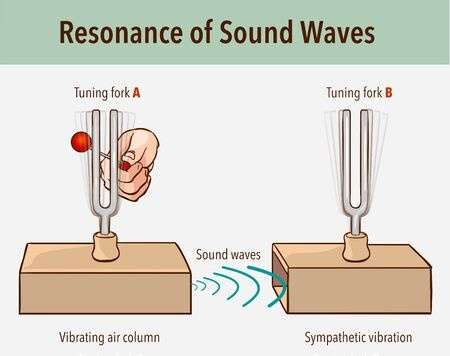 Resonance of Sound Waves
Tuning fork A
Tuning fork B
Sound waves
Vibrating air column
Sympathetic vibration